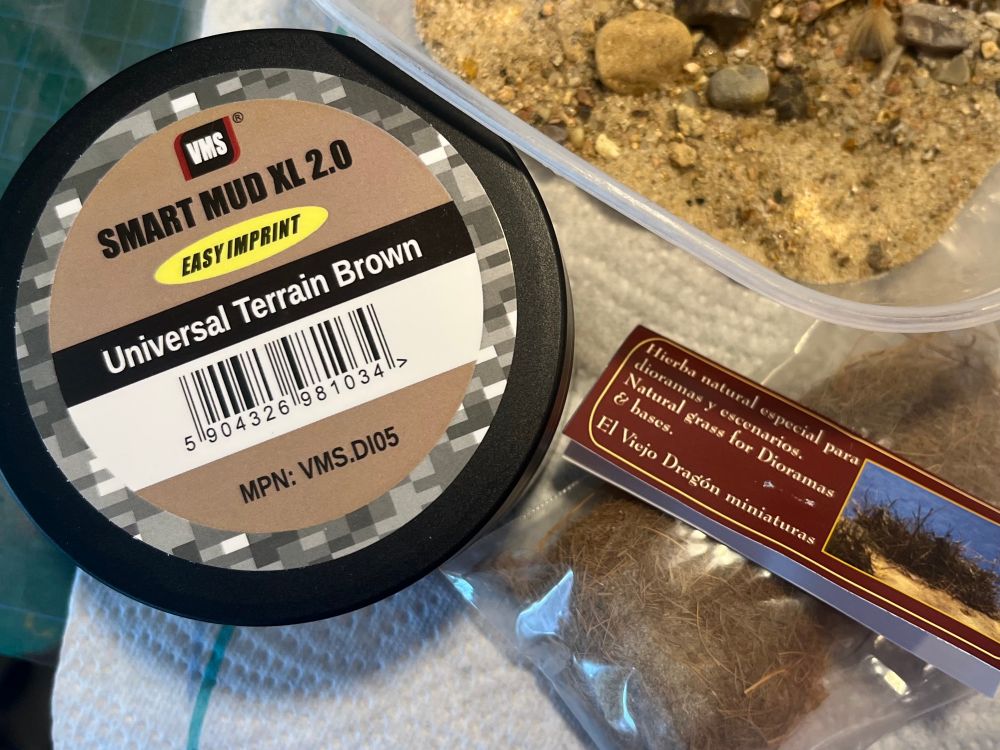 VMS®
SMART MUD XL 2.0
EASY IMPRINT
Universal Terrain Brown
5 904326 981034 >
MPN: VMS.DI05
Hierba natural especial para
dioramas y escenarios.
Natural grass for Dioramas
& bases.
El Viejo Dragón miniaturas